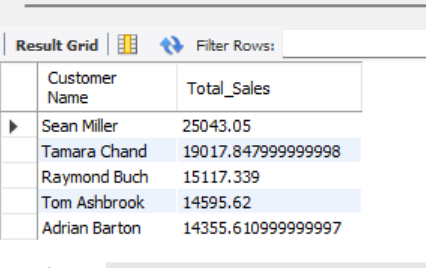 Result Grid Filter Rows:
Customer
Name Total_Sales
Sean Miller 25043.05
Tamara Chand 19017.847999999998
Raymond Buch 15117.339
Tom Ashbrook 14595.62
Adrian Barton 14355.610999999997